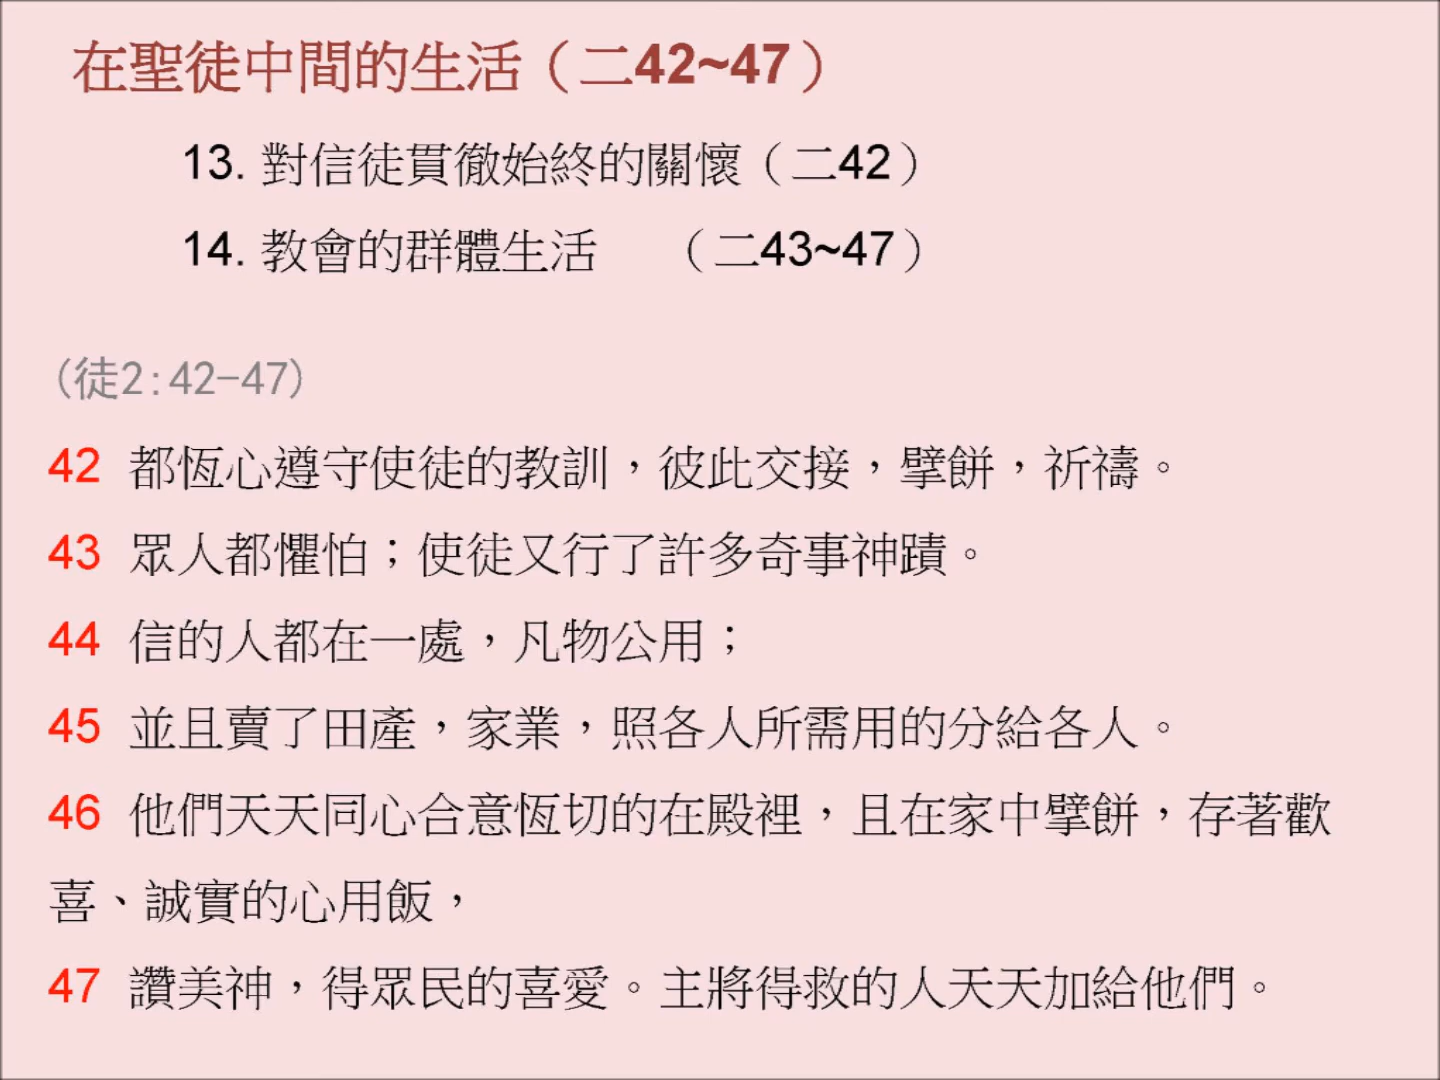 在聖徒中間的生活（二42~47）
13. 對信徒貫徹始終的關懷（二42）
14. 教會的群體生活　（二43~47）
(徒2:42-47)
42 都恆心遵守使徒的教訓，彼此交接，擘餅，祈禱。
43 眾人都懼怕；使徒又行了許多奇事神蹟。
44 信的人都在一處，凡物公用；
45 並且賣了田產，家業，照各人所需用的分給各人。
46 他們天天同心合意恆切的在殿裡，且在家中擘餅，存著歡
喜、誠實的心用飯，
47 讚美神，得眾民的喜愛。主將得救的人天天加給他們。